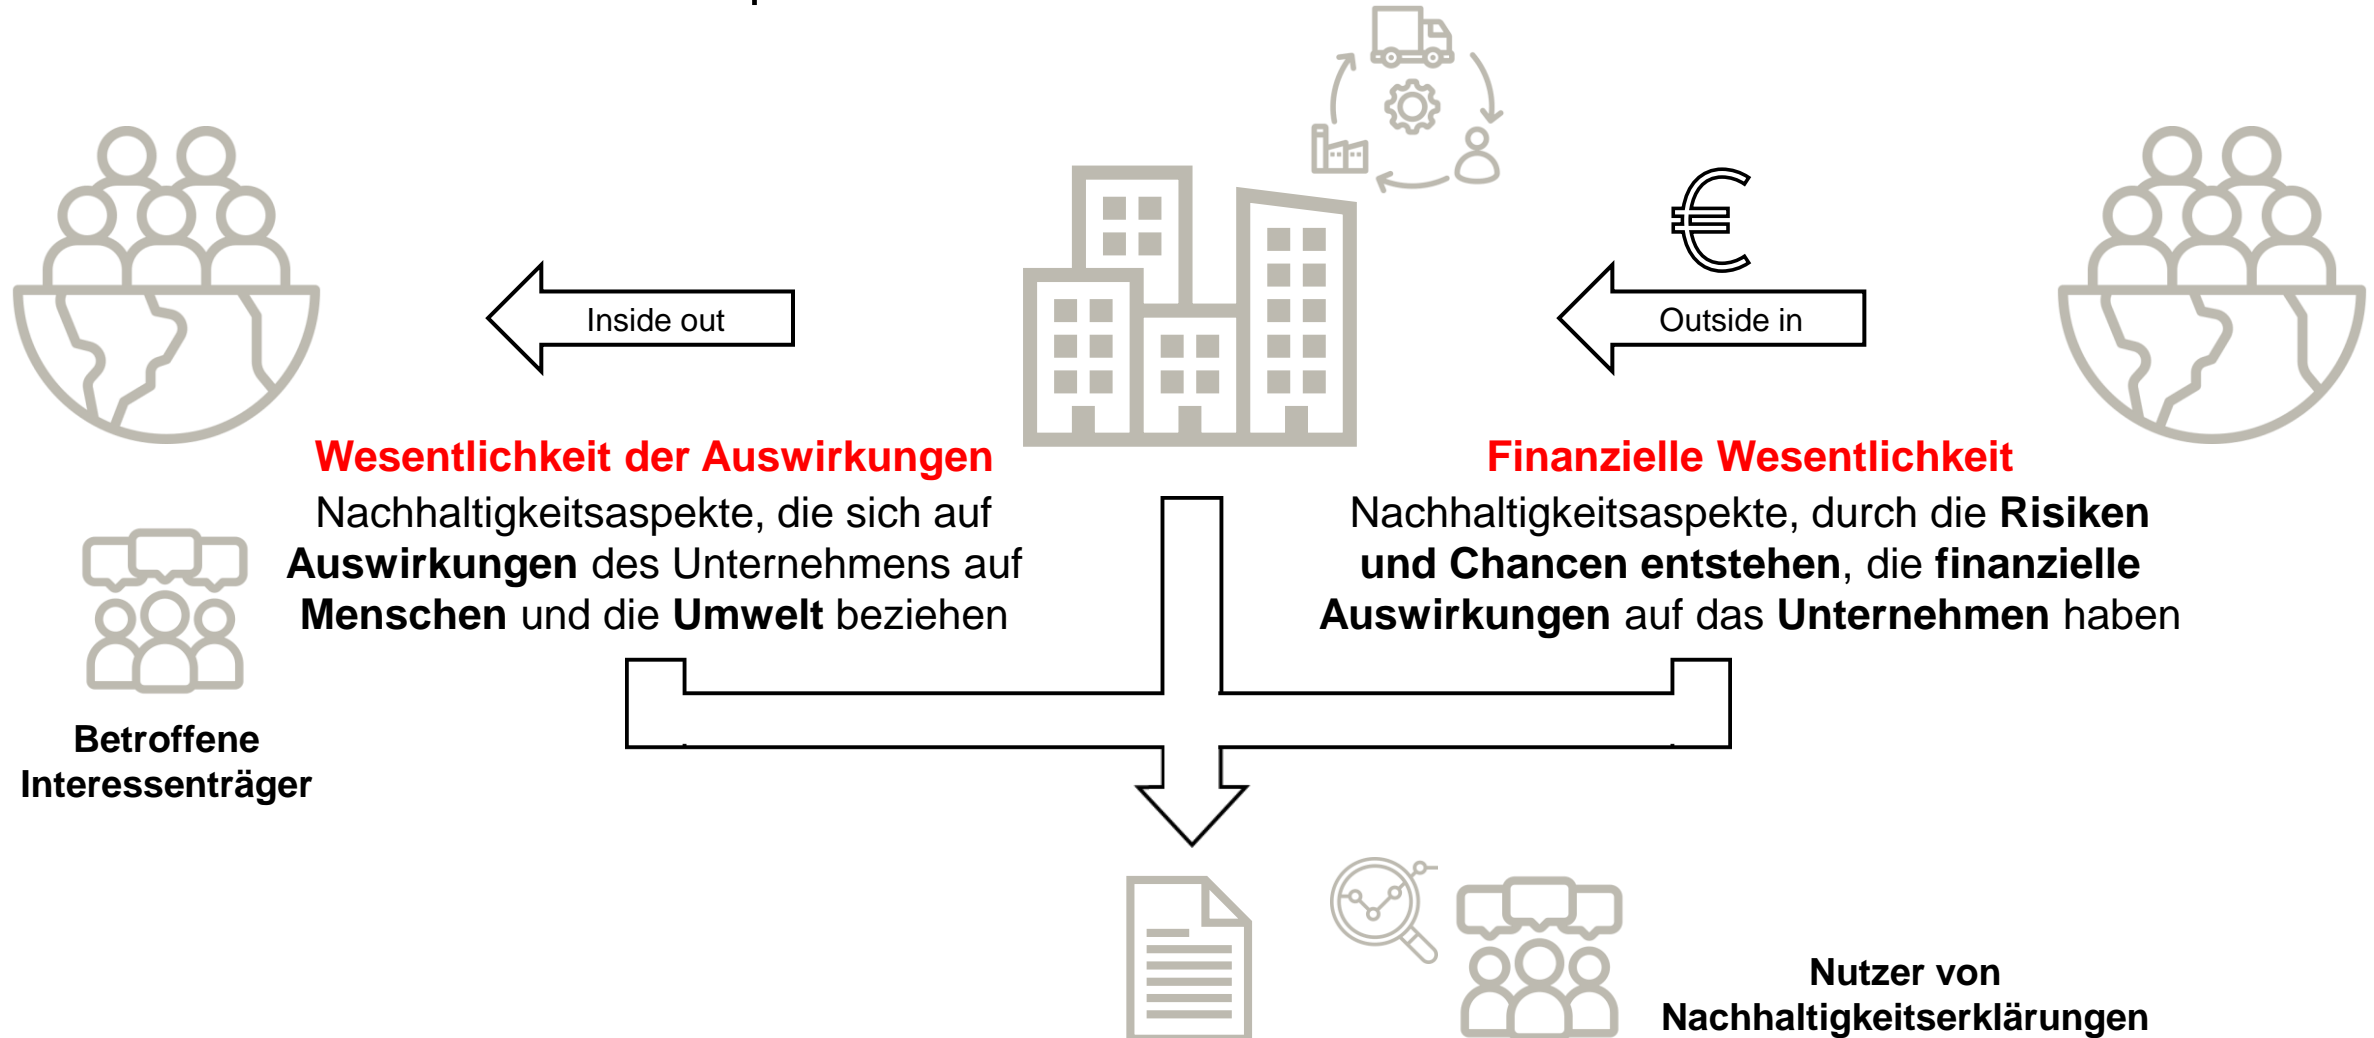 Inside out
€
Outside in
Wesentlichkeit der Auswirkungen
Nachhaltigkeitsaspekte, die sich auf
Auswirkungen des Unternehmens auf
Menschen und die Umwelt beziehen
Finanzielle Wesentlichkeit
Nachhaltigkeitsaspekte, durch die Risiken
und Chancen entstehen, die finanzielle
Auswirkungen auf das Unternehmen haben
Betroffene
Interessenträger
Nutzer von
Nachhaltigkeitserklärungen